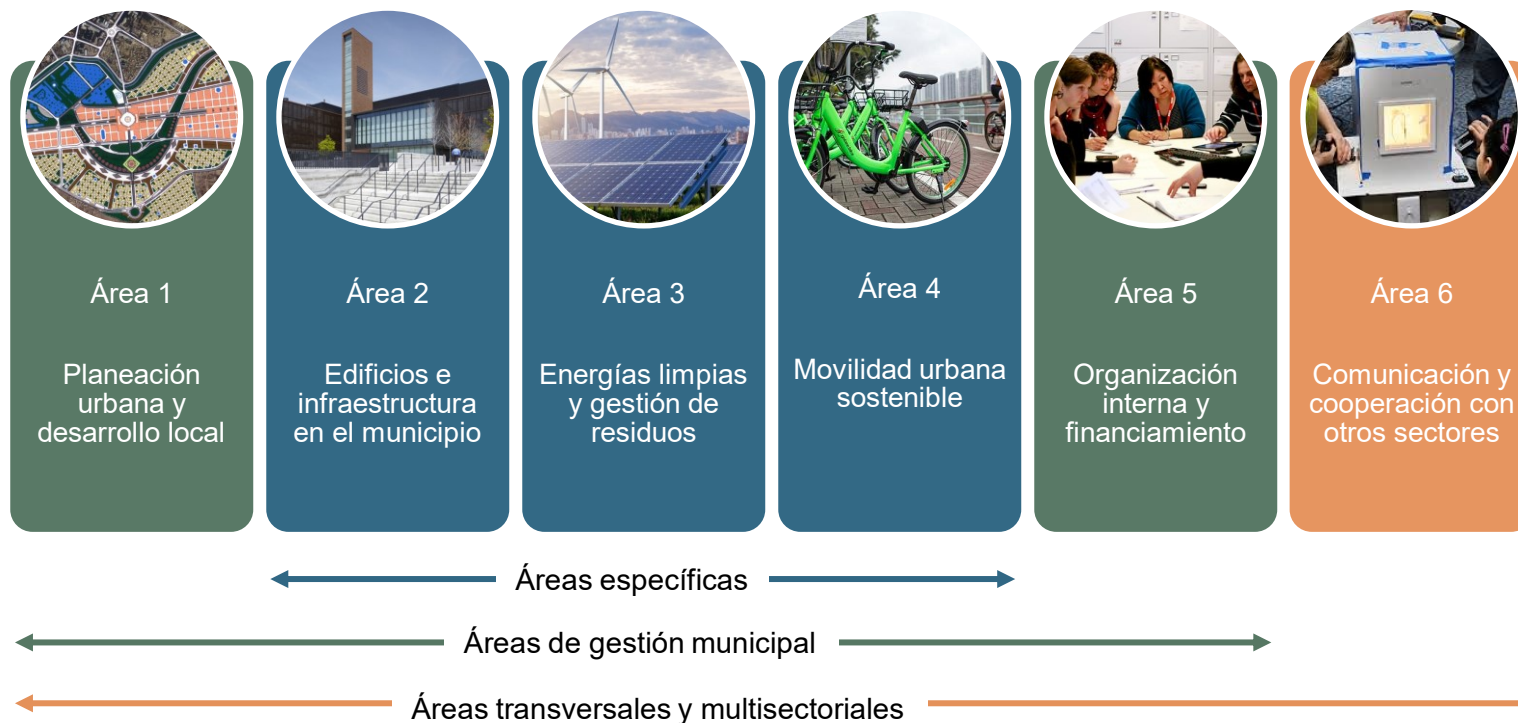 Área 1
Planeación
urbana y
desarrollo local
Área 2
Edificios e
infraestructura
en el municipio
Área 3
Energías limpias
y gestión de
residuos
Área 4
Movilidad urbana
sostenible
Área 5
Organización
interna y
financiamiento
Área 6
Comunicación y
cooperación con
otros sectores
Áreas específicas
Áreas de gestión municipal
Áreas transversales y multisectoriales